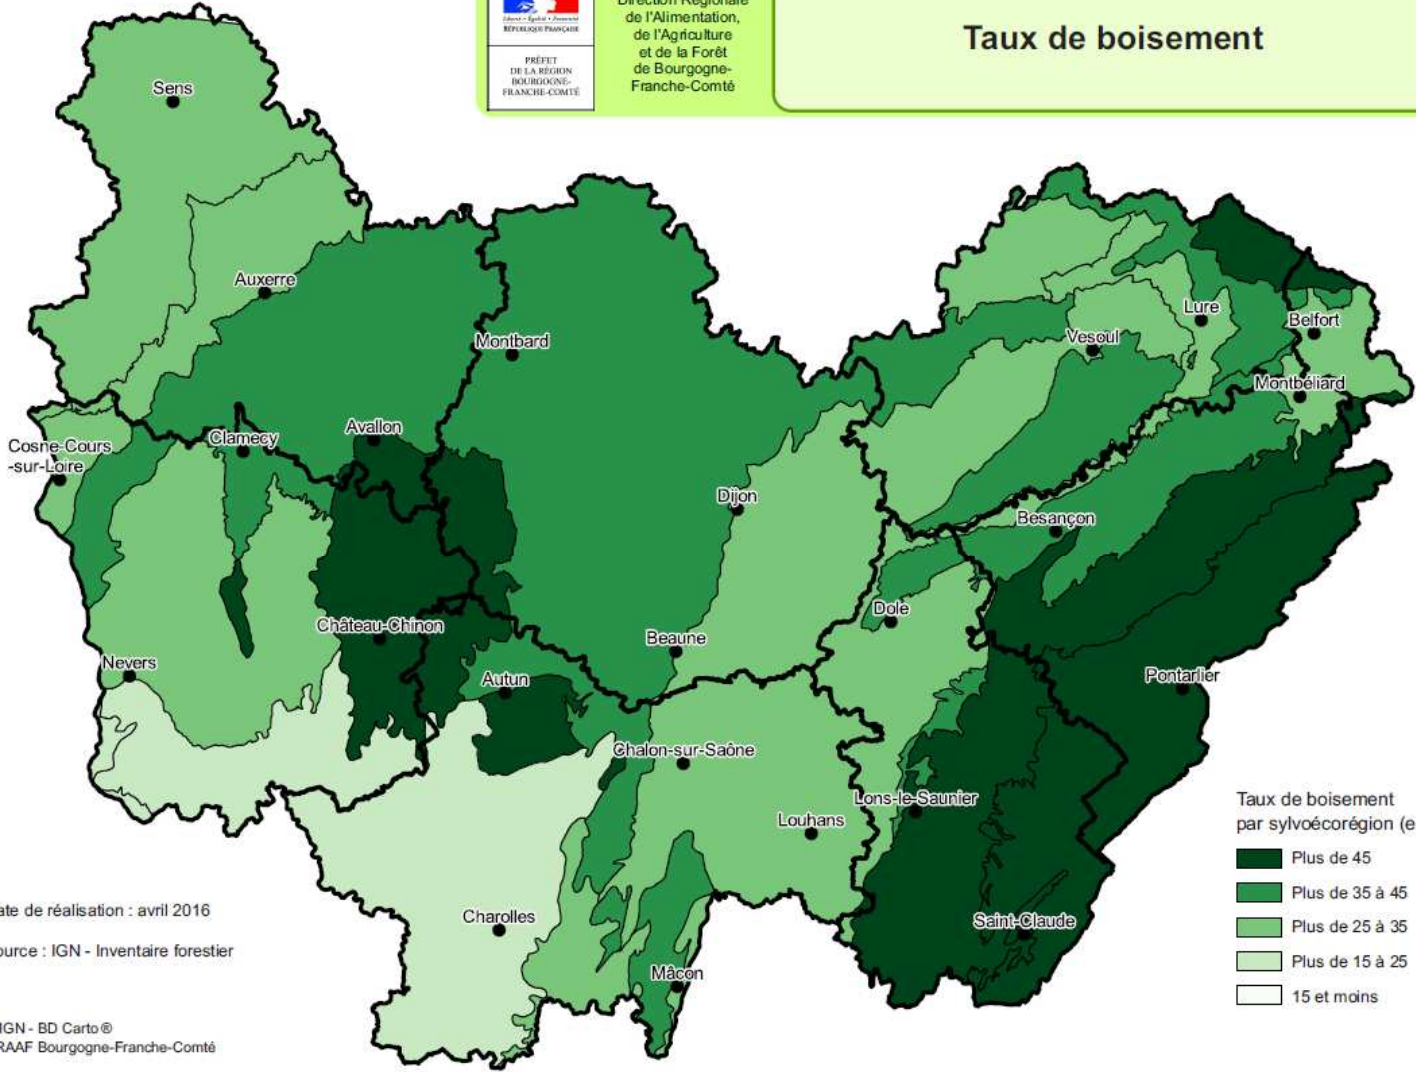 Liberté • Égalité • Fraternité
RÉPUBLIQUE FRANÇAISE
PRÉFET
DE LA RÉGION
BOURGOGNE-
FRANCHE-COMTÉ
Direction Régionale
de l'Alimentation,
de l'Agriculture
et de la Forêt
de Bourgogne-
Franche-Comté
Taux de boisement
Sens
Auxerre
Montbard
Lure
Belfort
Vesoul
Montbéliard
Avallon
Clamecy
Cosne-Cours
-sur-Loire
Dijon
Besançon
Dole
Château-Chinon
Beaune
Nevers
Autun
Pontarlier
Chalon-sur-Saône
Lons-le-Saunier
Louhans
Charolles
Saint-Claude
Mâcon
Taux de boisement
par sylvoécorégion (e
Plus de 45
Plus de 35 à 45
Plus de 25 à 35
Plus de 15 à 25
15 et moins
ate de réalisation : avril 2016
ource : IGN - Inventaire forestier
IGN - BD Carto®
RAAF Bourgogne-Franche-Comté